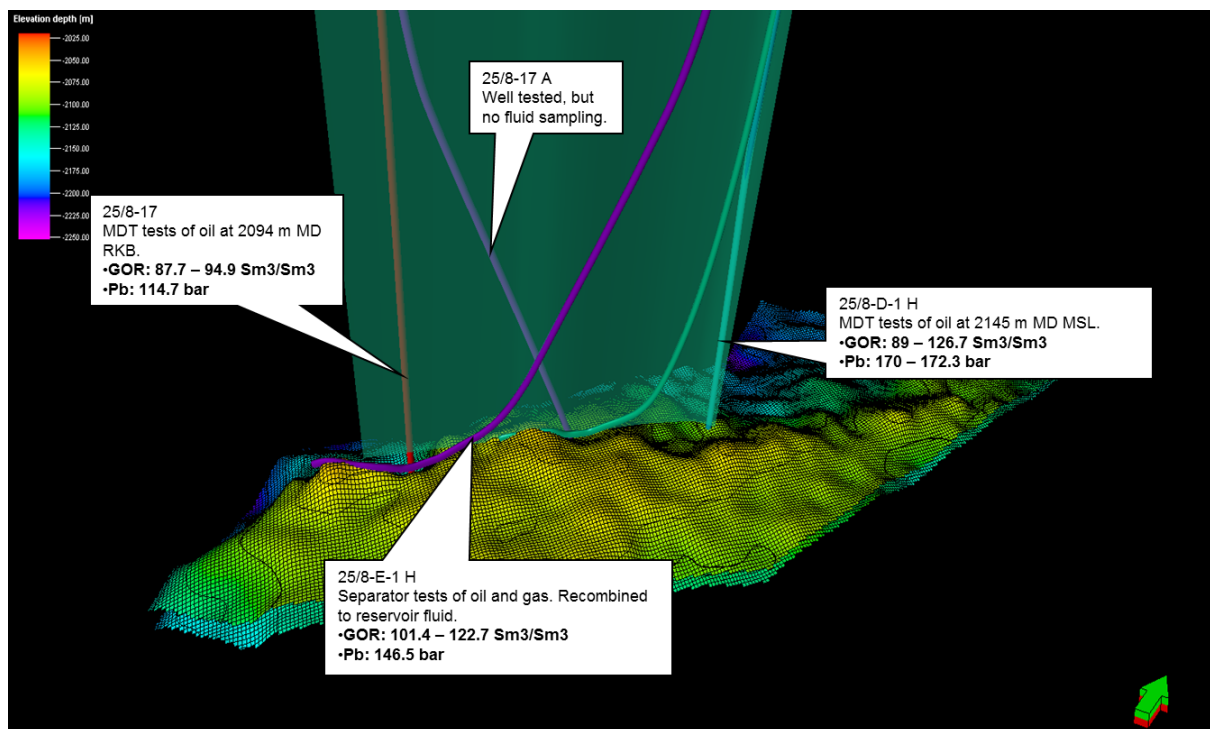 Elevation depth [m]
-2025.00
-2050.00
-2075.00
-2100.00
-2125.00
-2150.00
-2175.00
-2200.00
-2225.00
-2250.00
25/8-17 A
Well tested, but
no fluid sampling.
25/8-17
MDT tests of oil at 2094 m MD
RKB.
•GOR: 87.7 – 94.9 Sm3/Sm3
•Pb: 114.7 bar
25/8-D-1 H
MDT tests of oil at 2145 m MD MSL.
•GOR: 89 – 126.7 Sm3/Sm3
•Pb: 170 – 172.3 bar
25/8-E-1 H
Separator tests of oil and gas. Recombined
to reservoir fluid.
•GOR: 101.4 – 122.7 Sm3/Sm3
•Pb: 146.5 bar